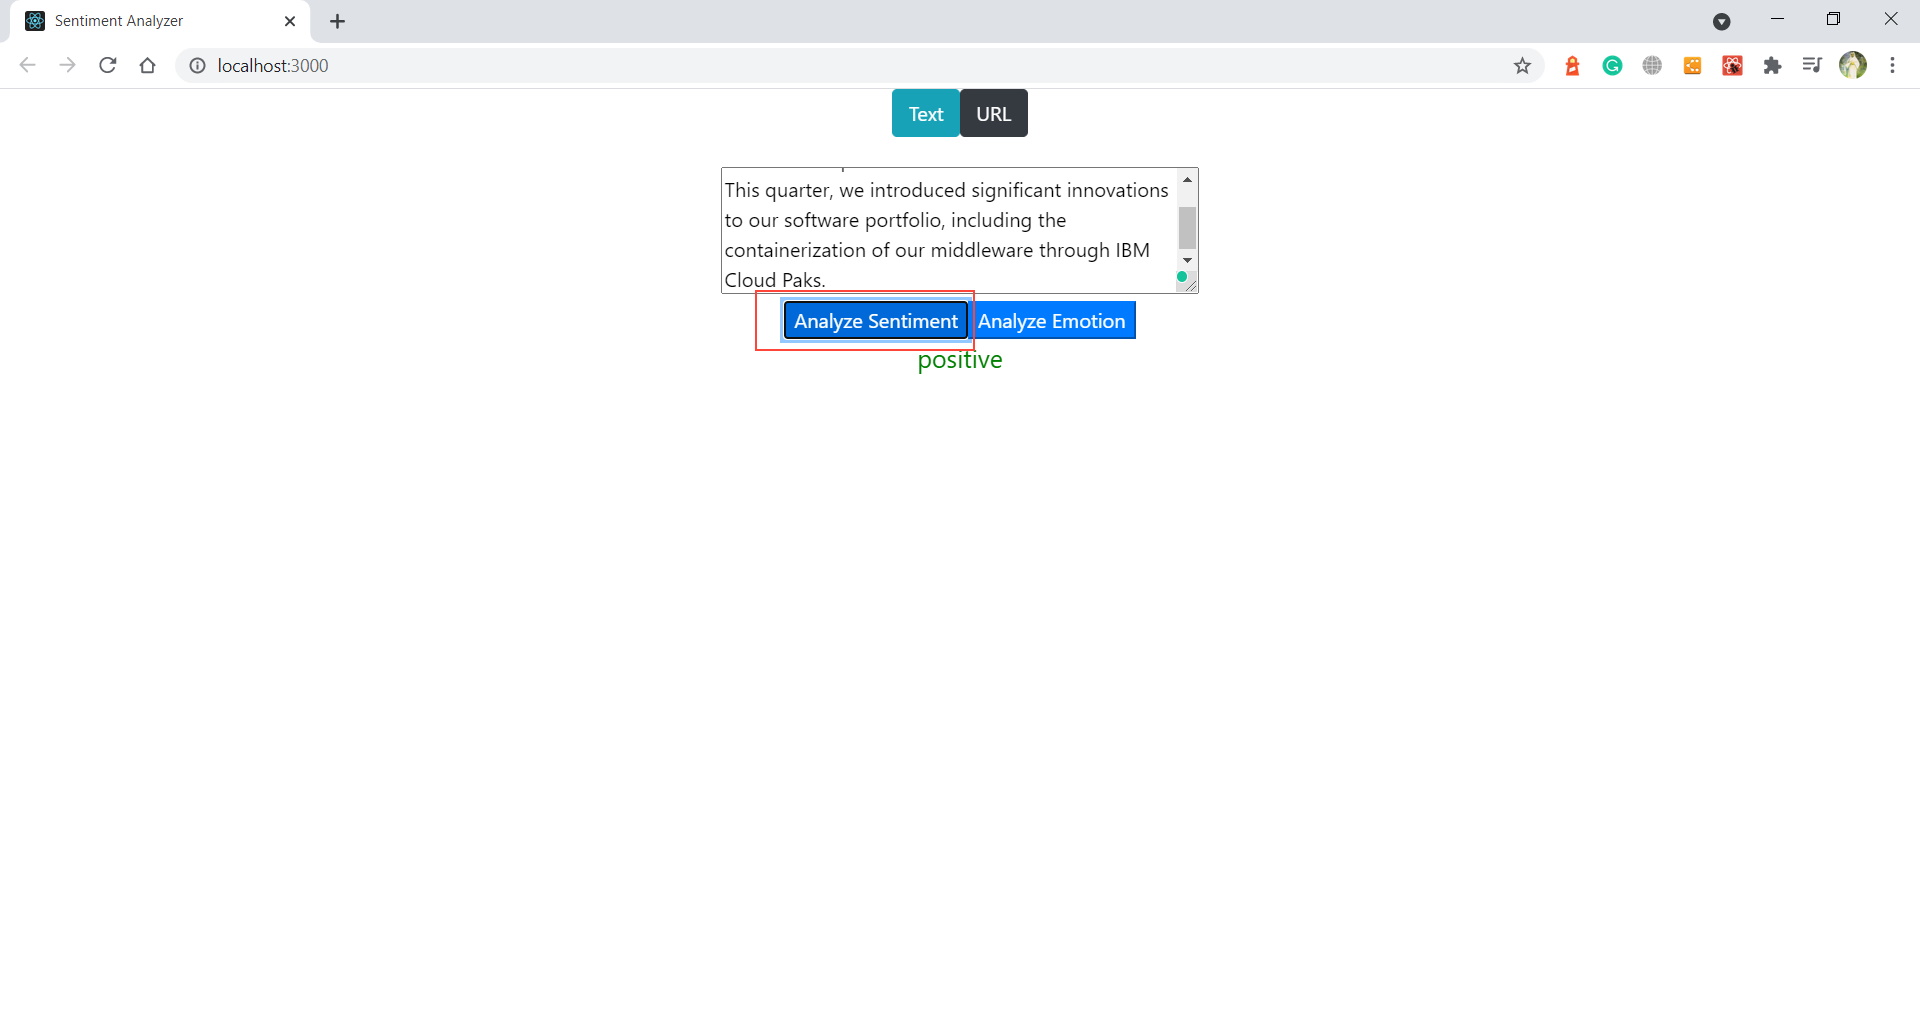 Sentiment Analyzer
localhost:3000
Text URL
This quarter, we introduced significant innovations
to our software portfolio, including the
containerization of our middleware through IBM
Cloud Paks.
Analyze Sentiment Analyze Emotion
positive